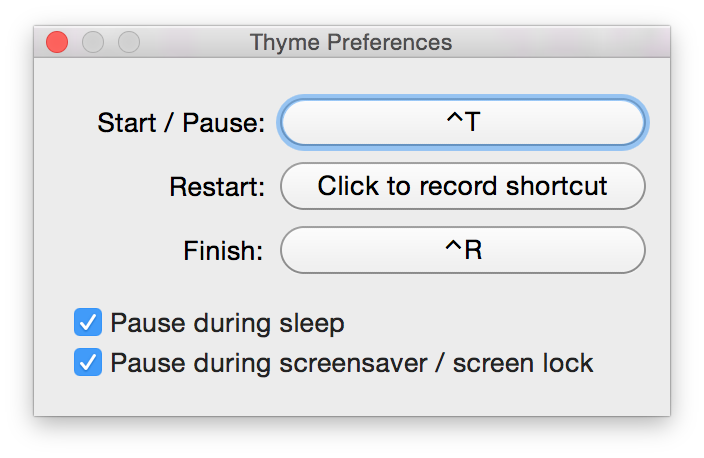 Thyme Preferences
Start / Pause: ^T
Restart: Click to record shortcut
Finish: ^R
Pause during sleep
Pause during screensaver / screen lock